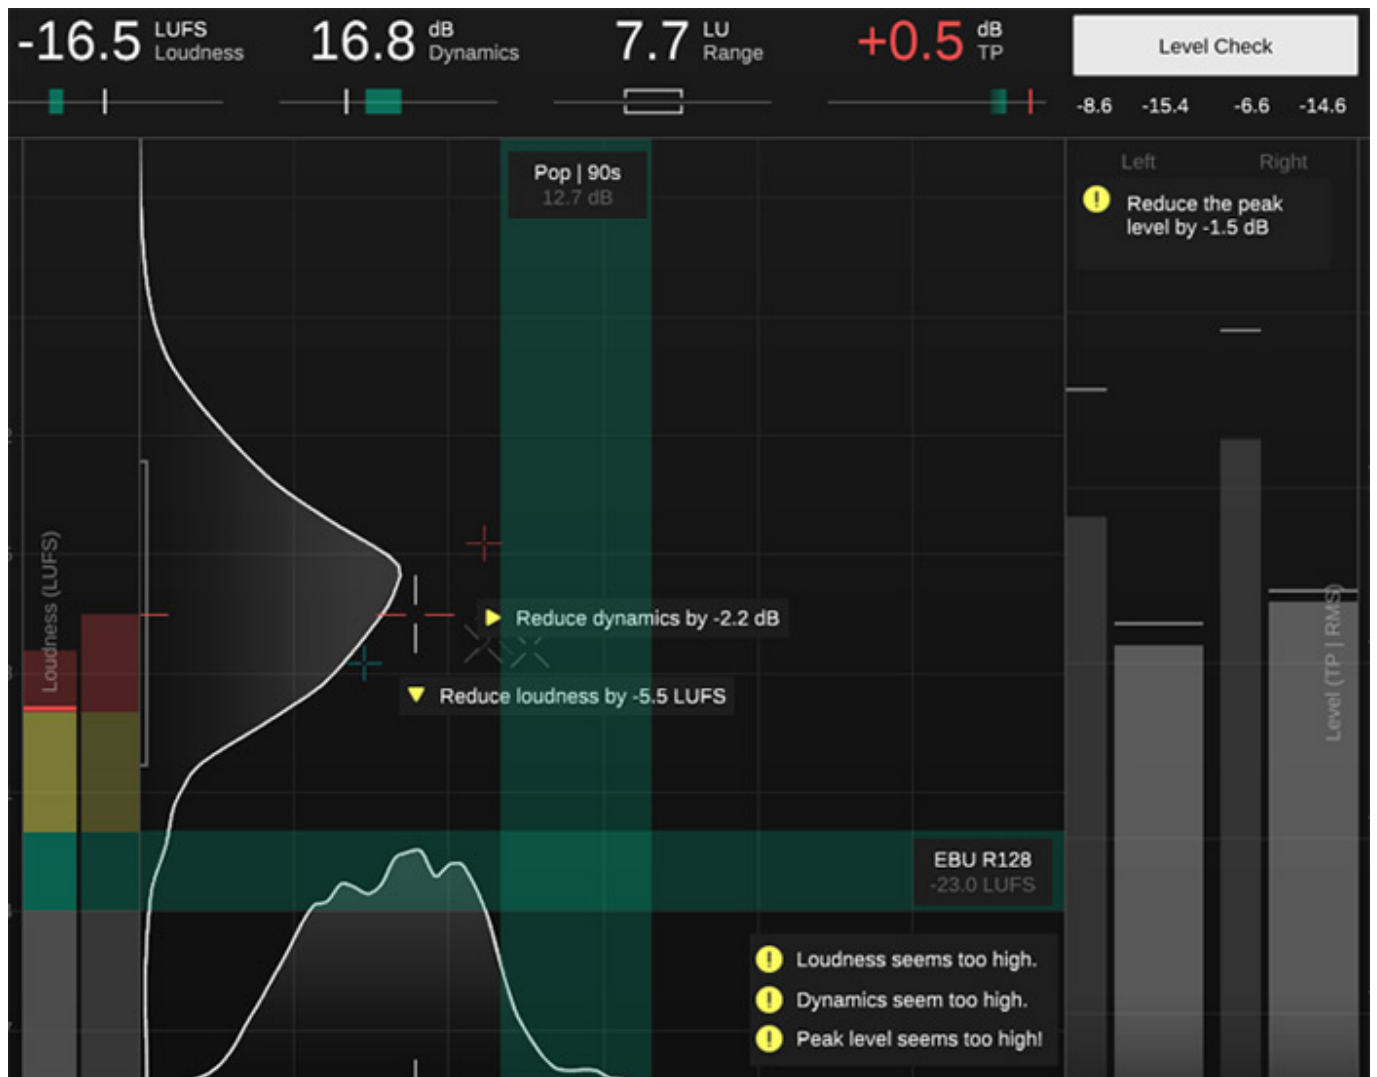 -16.5 LUFS Loudness
16.8 dB Dynamics
7.7 LU Range
+0.5 dB TP
Level Check
-8.6 -15.4 -6.6 -14.6
Left Right
Pop | 90s
12.7 dB
Reduce the peak
level by -1.5 dB
Loudness (LUFS)
Reduce dynamics by -2.2 dB
Reduce loudness by -5.5 LUFS
Level (TP | RMS)
EBU R128
-23.0 LUFS
Loudness seems too high.
Dynamics seem too high.
Peak level seems too high!